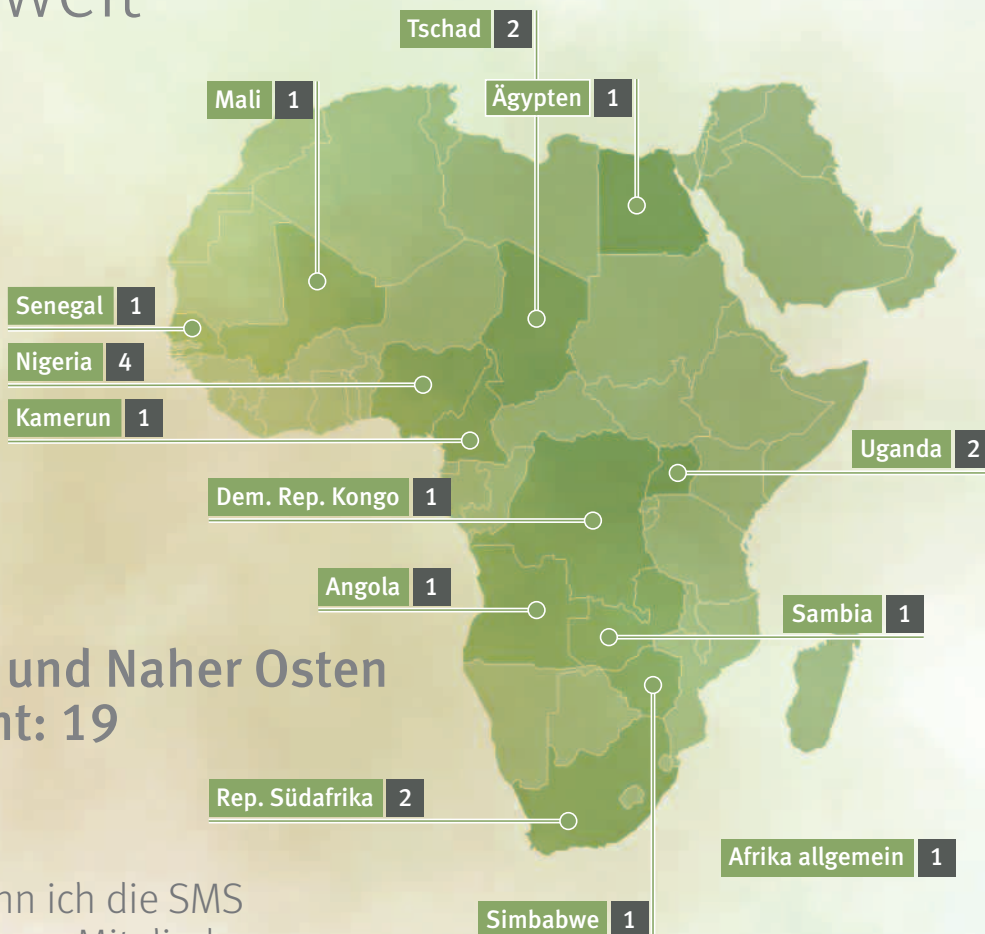 Welt
Tschad 2
Mali 1
Ägypten 1
Senegal 1
Nigeria 4
Kamerun 1
Uganda 2
Dem. Rep. Kongo 1
Angola 1
Sambia 1
und Naher Osten
nt: 19
Rep. Südafrika 2
Afrika allgemein 1
nn ich die SMS
Simbabwe 1